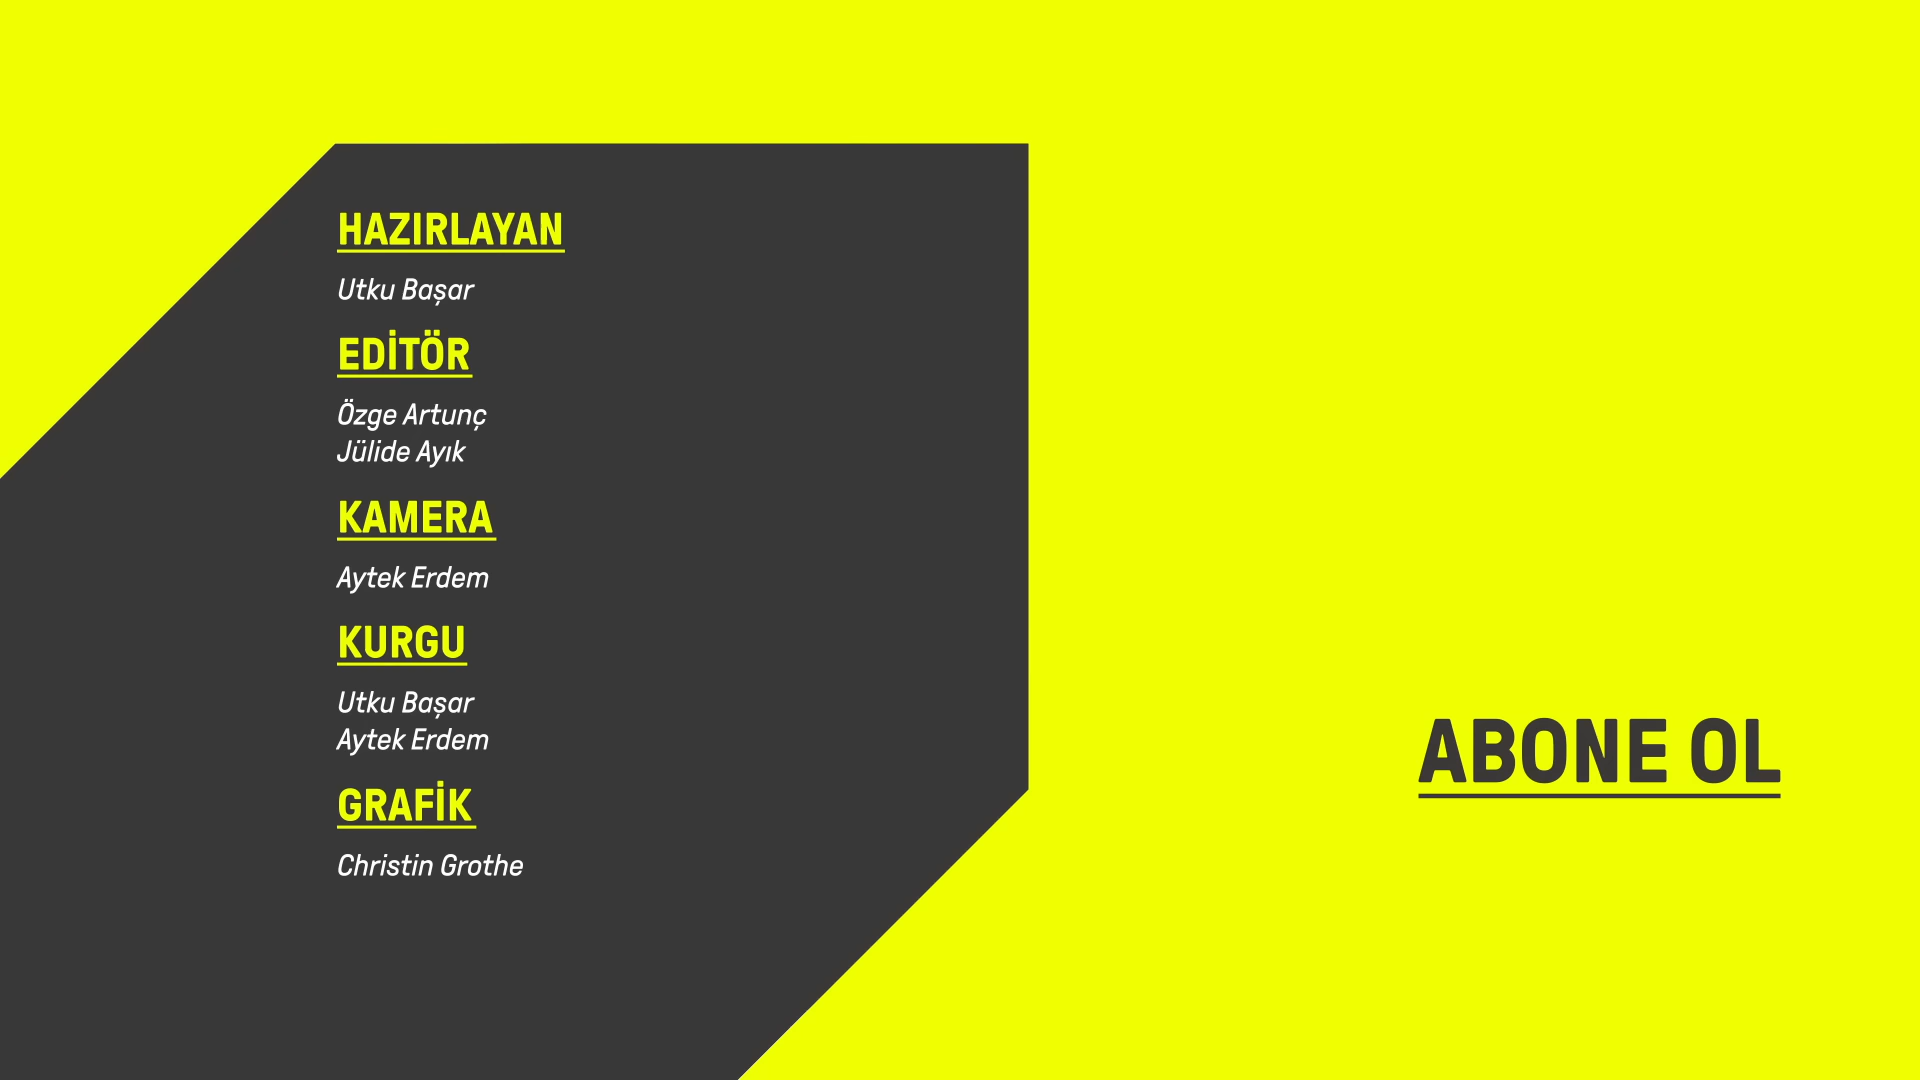 HAZIRLAYAN
Utku Başar
EDİTÖR
Özge Artunç
Jülide Ayık
KAMERA
Aytek Erdem
KURGU
Utku Başar
Aytek Erdem
GRAFİK
Christin Grothe
ABONE OL